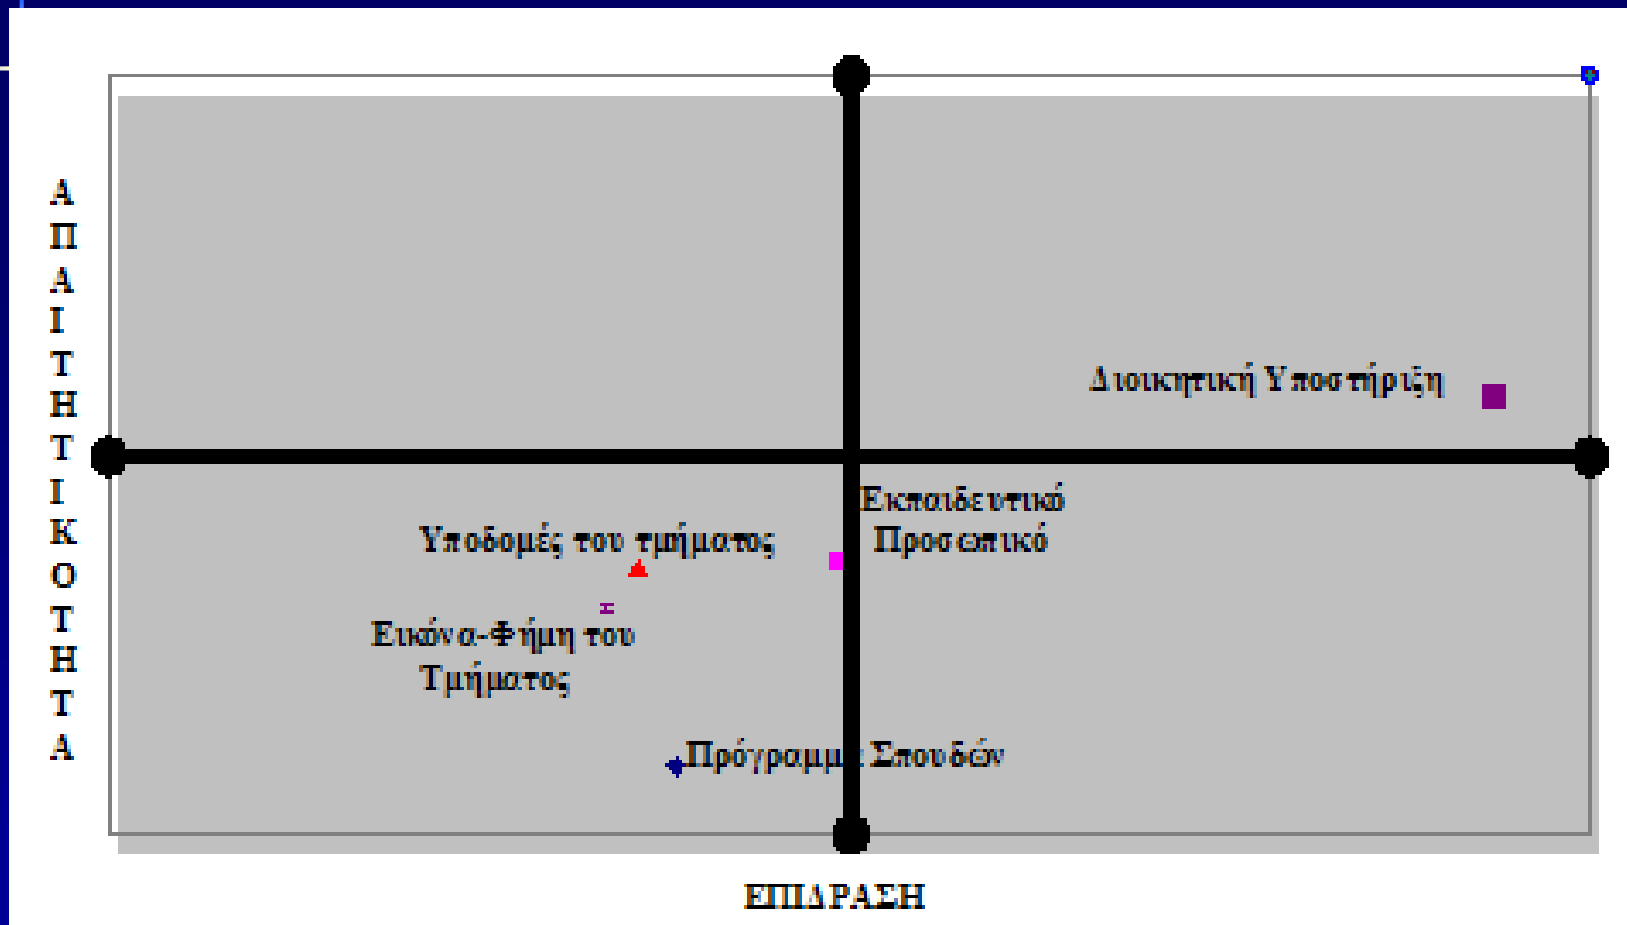 ΑΠΑΙΤΗΤΙΚΟΤΗΤΑ
Διοικητική Υποστήριξη
Εκπαιδευτικό
Προσωπικό
Υποδομές του τμήματος
Εικόνα-Φήμη του
Τμήματος
Πρόγραμμα Σπουδών
ΕΠΙΔΡΑΣΗ